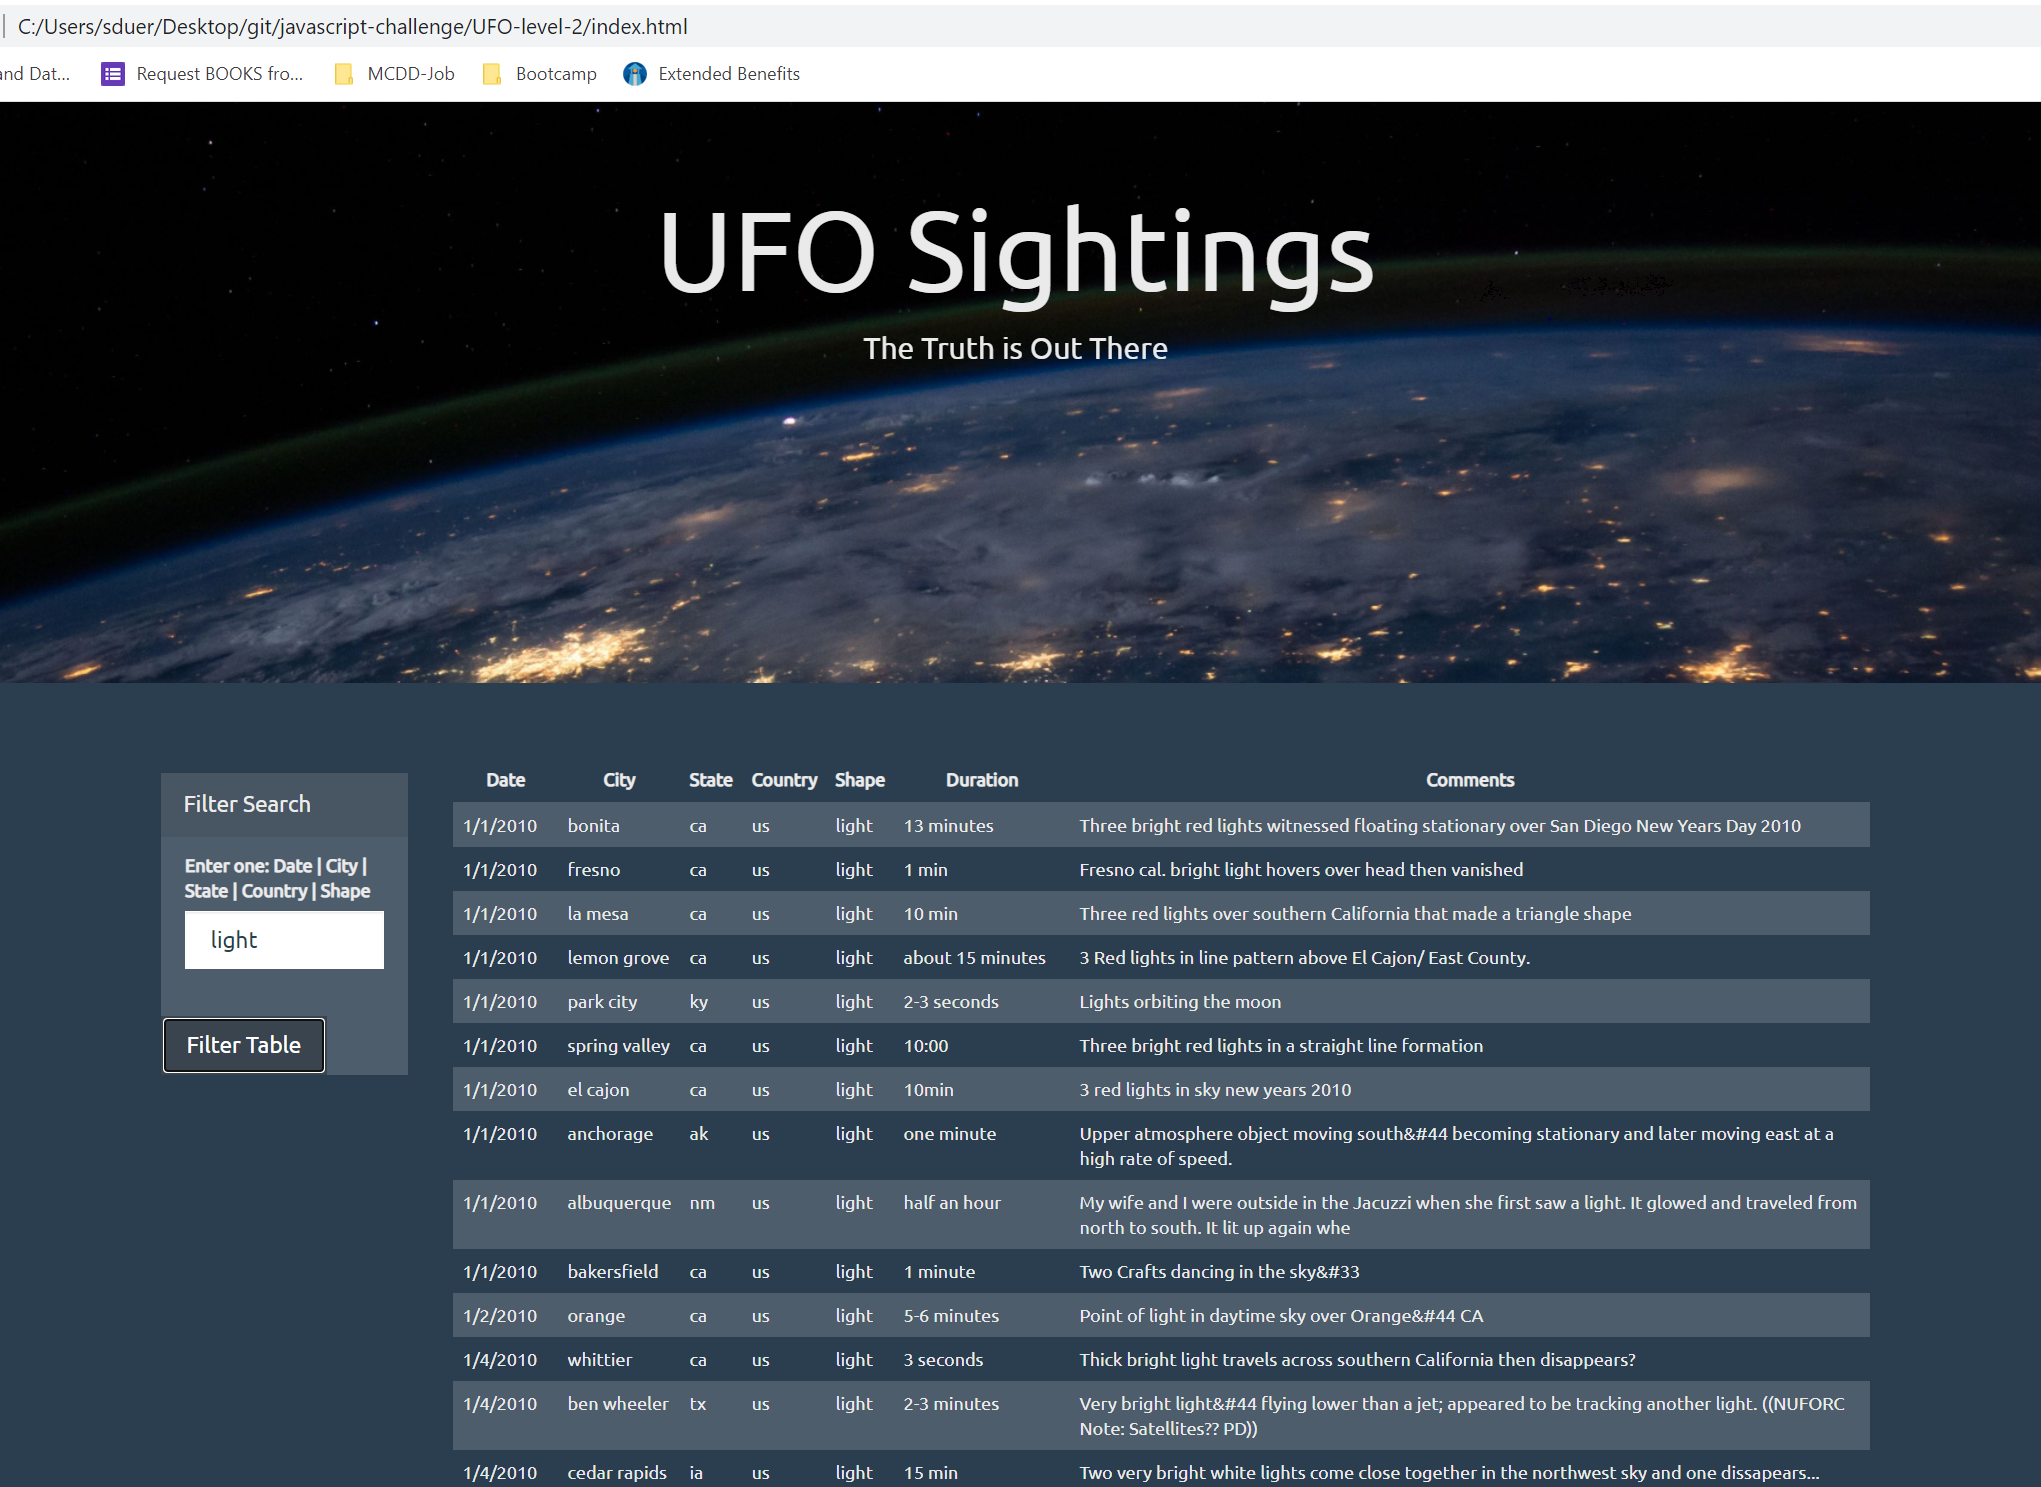 C:/Users/sduer/Desktop/git/javascript-challenge/UFO-level-2/index.html
and Dat... Request BOOKS fro... MCDD-Job Bootcamp Extended Benefits
UFO Sightings
The Truth is Out There
Filter Search
Enter one: Date | City |
State | Country | Shape
light
Filter Table
Date City State Country Shape Duration Comments
1/1/2010 bonita ca us light 13 minutes Three bright red lights witnessed floating stationary over San Diego New Years Day 2010
1/1/2010 fresno ca us light 1 min Fresno cal. bright light hovers over head then vanished
1/1/2010 la mesa ca us light 10 min Three red lights over southern California that made a triangle shape
1/1/2010 lemon grove ca us light about 15 minutes 3 Red lights in line pattern above El Cajon/ East County.
1/1/2010 park city ky us light 2-3 seconds Lights orbiting the moon
1/1/2010 spring valley ca us light 10:00 Three bright red lights in a straight line formation
1/1/2010 el cajon ca us light 10min 3 red lights in sky new years 2010
1/1/2010 anchorage ak us light one minute Upper atmosphere object moving south&#44 becoming stationary and later moving east at a
high rate of speed.
1/1/2010 albuquerque nm us light half an hour My wife and I were outside in the Jacuzzi when she first saw a light. It glowed and traveled from
north to south. It lit up again whe
1/1/2010 bakersfield ca us light 1 minute Two Crafts dancing in the sky&#33
1/2/2010 orange ca us light 5-6 minutes Point of light in daytime sky over Orange&#44 CA
1/4/2010 whittier ca us light 3 seconds Thick bright light travels across southern California then disappears?
1/4/2010 ben wheeler tx us light 2-3 minutes Very bright light&#44 flying lower than a jet; appeared to be tracking another light. ((NUFORC
Note: Satellites?? PD))
1/4/2010 cedar rapids ia us light 15 min Two very bright white lights come close together in the northwest sky and one dissapears...